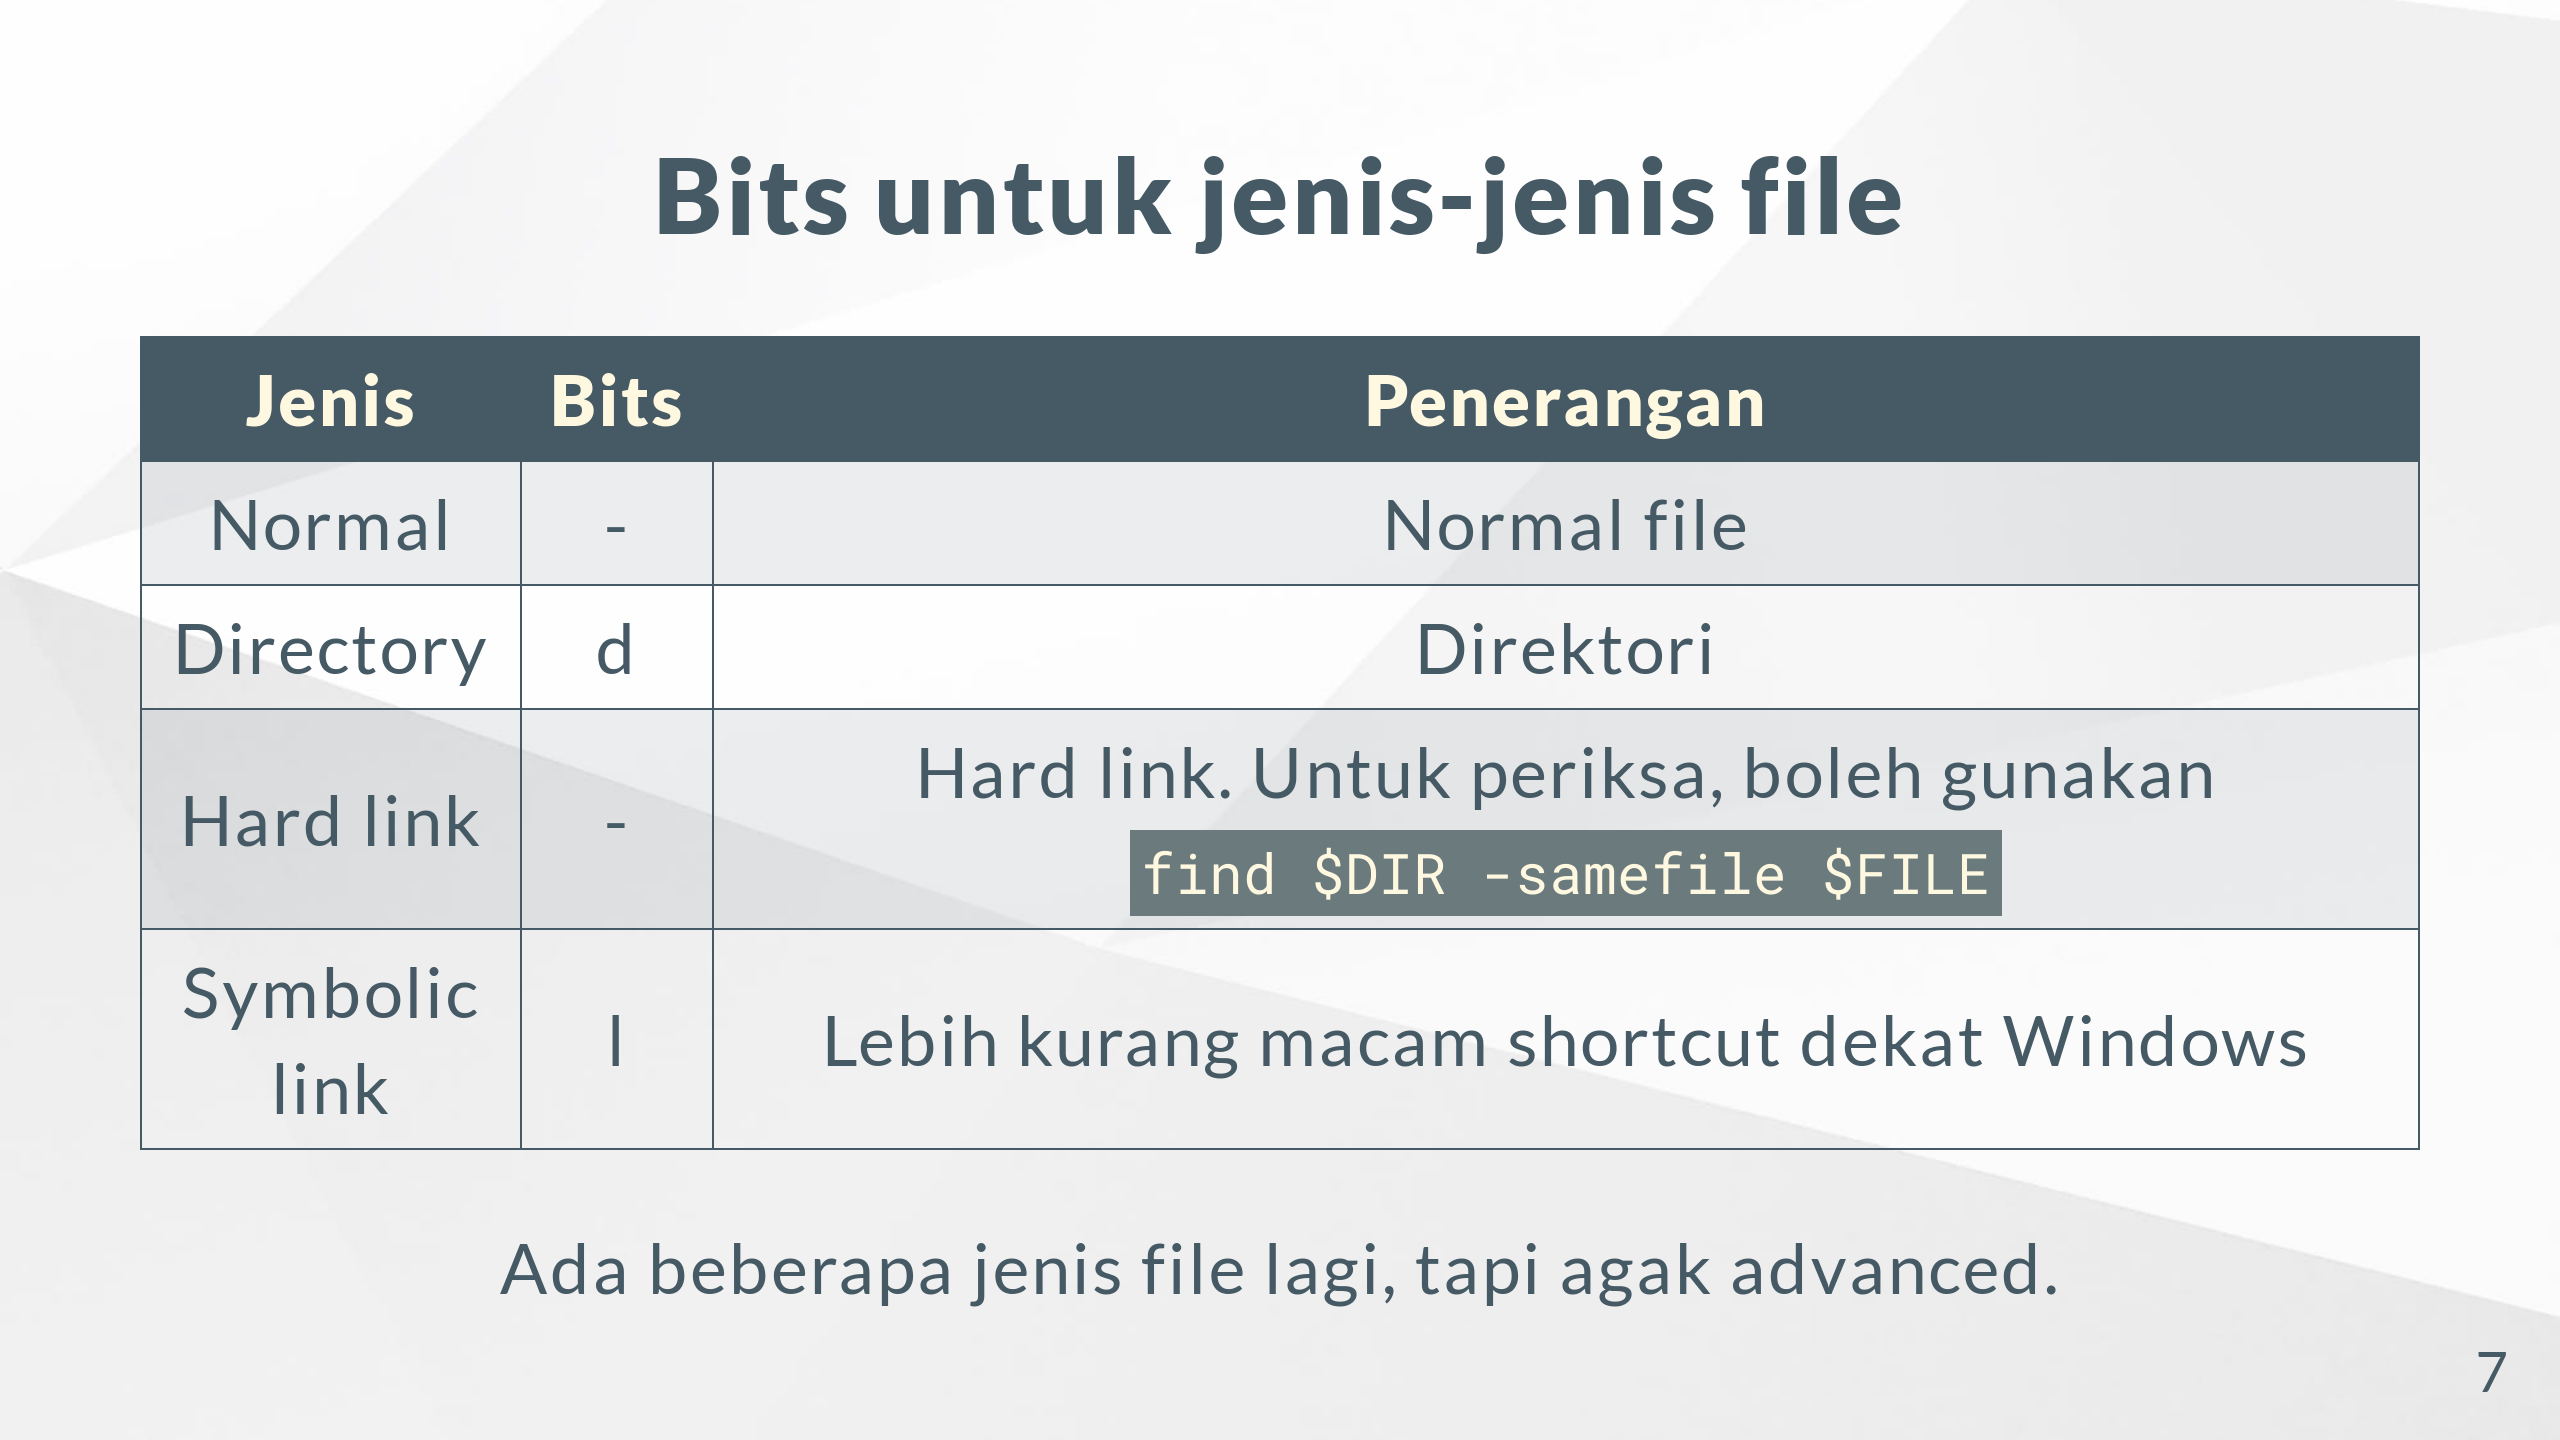 Bits untuk jenis-jenis file
Jenis Bits Penerangan
Normal - Normal file
Directory d Direktori
Hard link - Hard link. Untuk periksa, boleh gunakan
find $DIR -samefile $FILE
Symbolic
link l Lebih kurang macam shortcut dekat Windows
Ada beberapa jenis file lagi, tapi agak advanced.
7